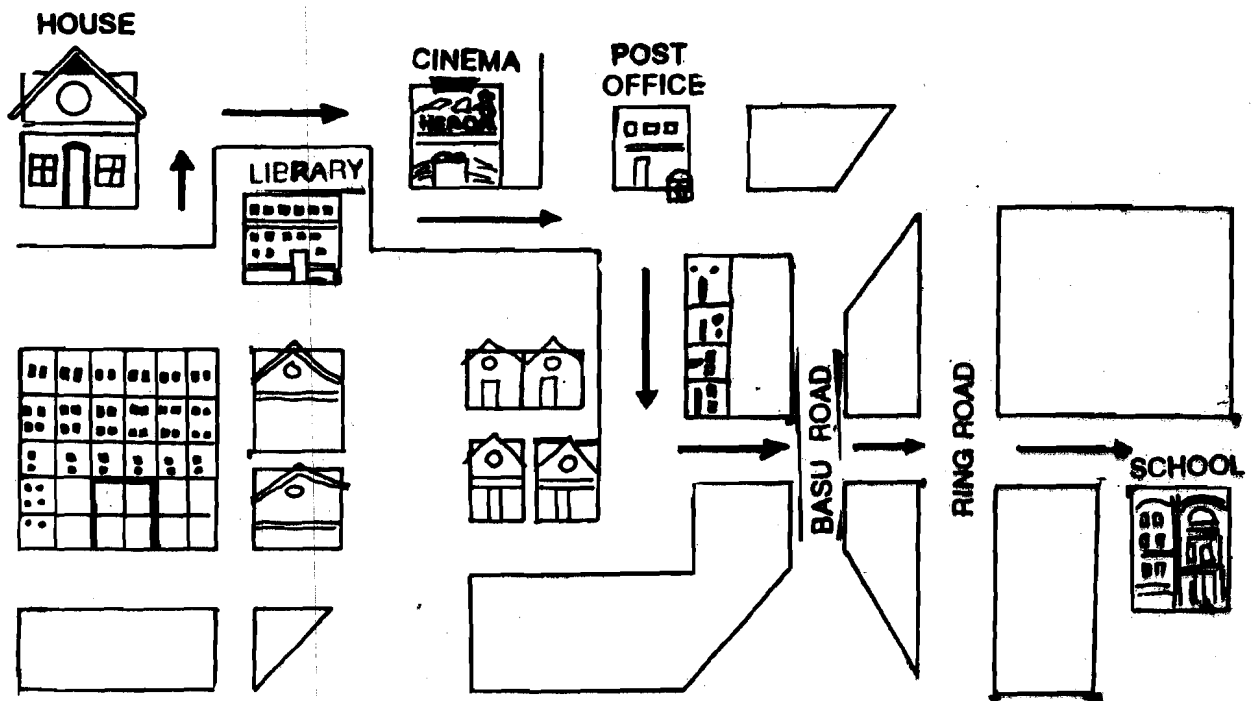 HOUSE
CINEMA
POST
OFFICE
LIBRARY
BASU ROAD
RING ROAD
SCHOOL